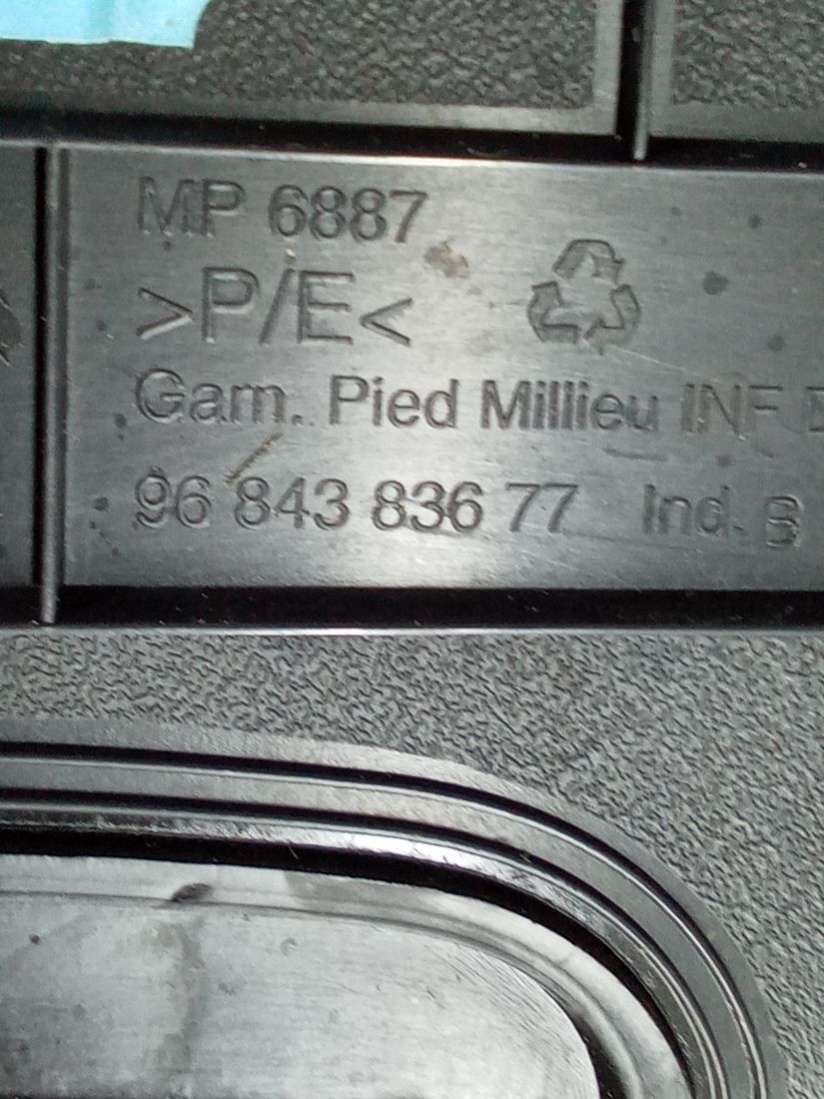 MP 6887
>P/E<
Garn. Pied Millieu INF
96 843 836 77 Ind. B